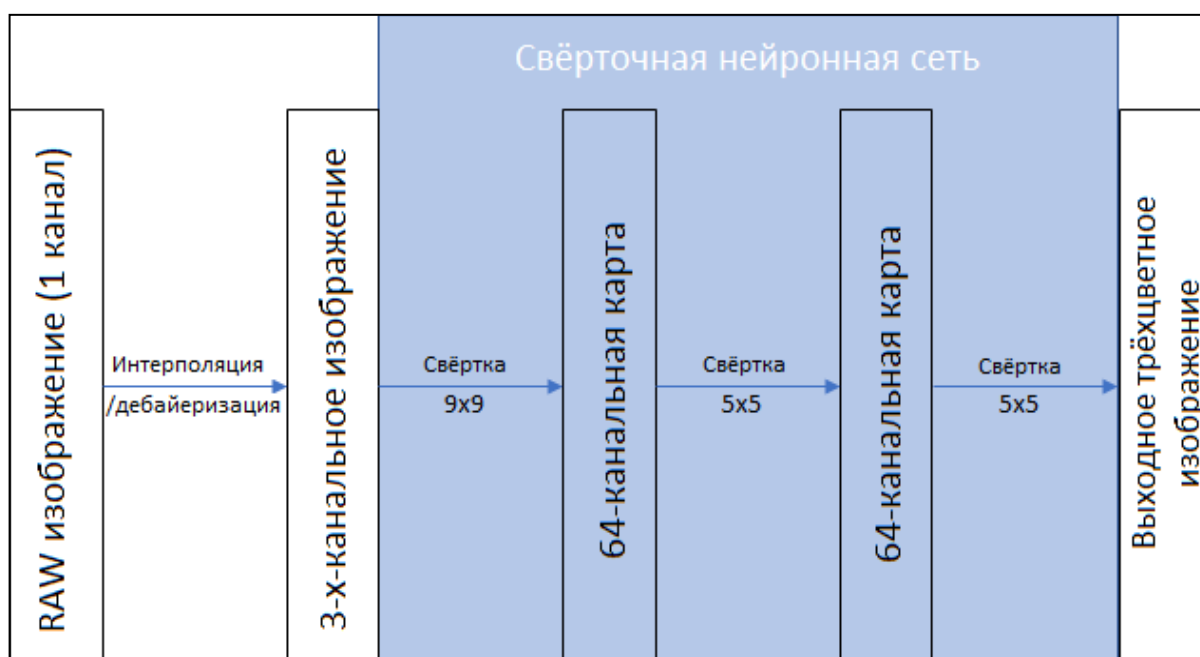 Свёрточная нейронная сеть
RAW изображение (1 канал)
Интерполяция
/дебайеризация
3-х-канальное изображение
Свёртка
9x9
64-канальная карта
Свёртка
5x5
64-канальная карта
Свёртка
5x5
Выходное трёхцветное
изображение